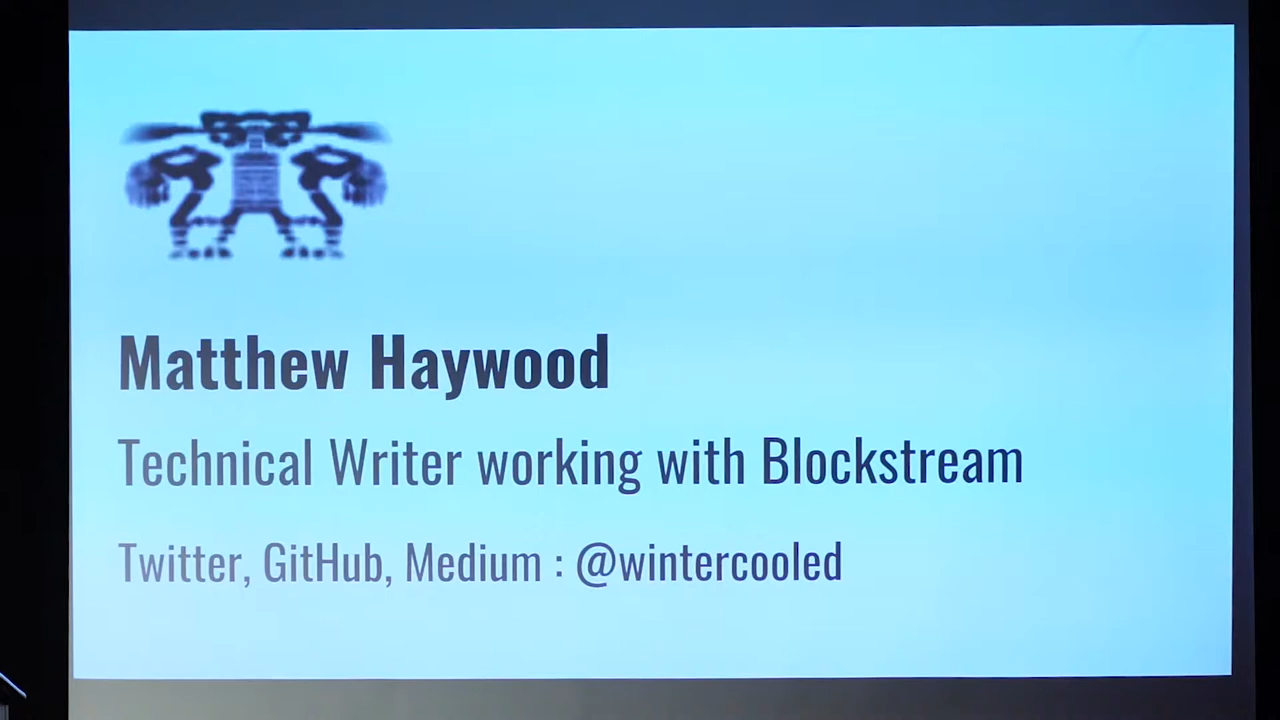 Matthew Haywood
Technical Writer working with Blockstream
Twitter, GitHub, Medium : @wintercooled